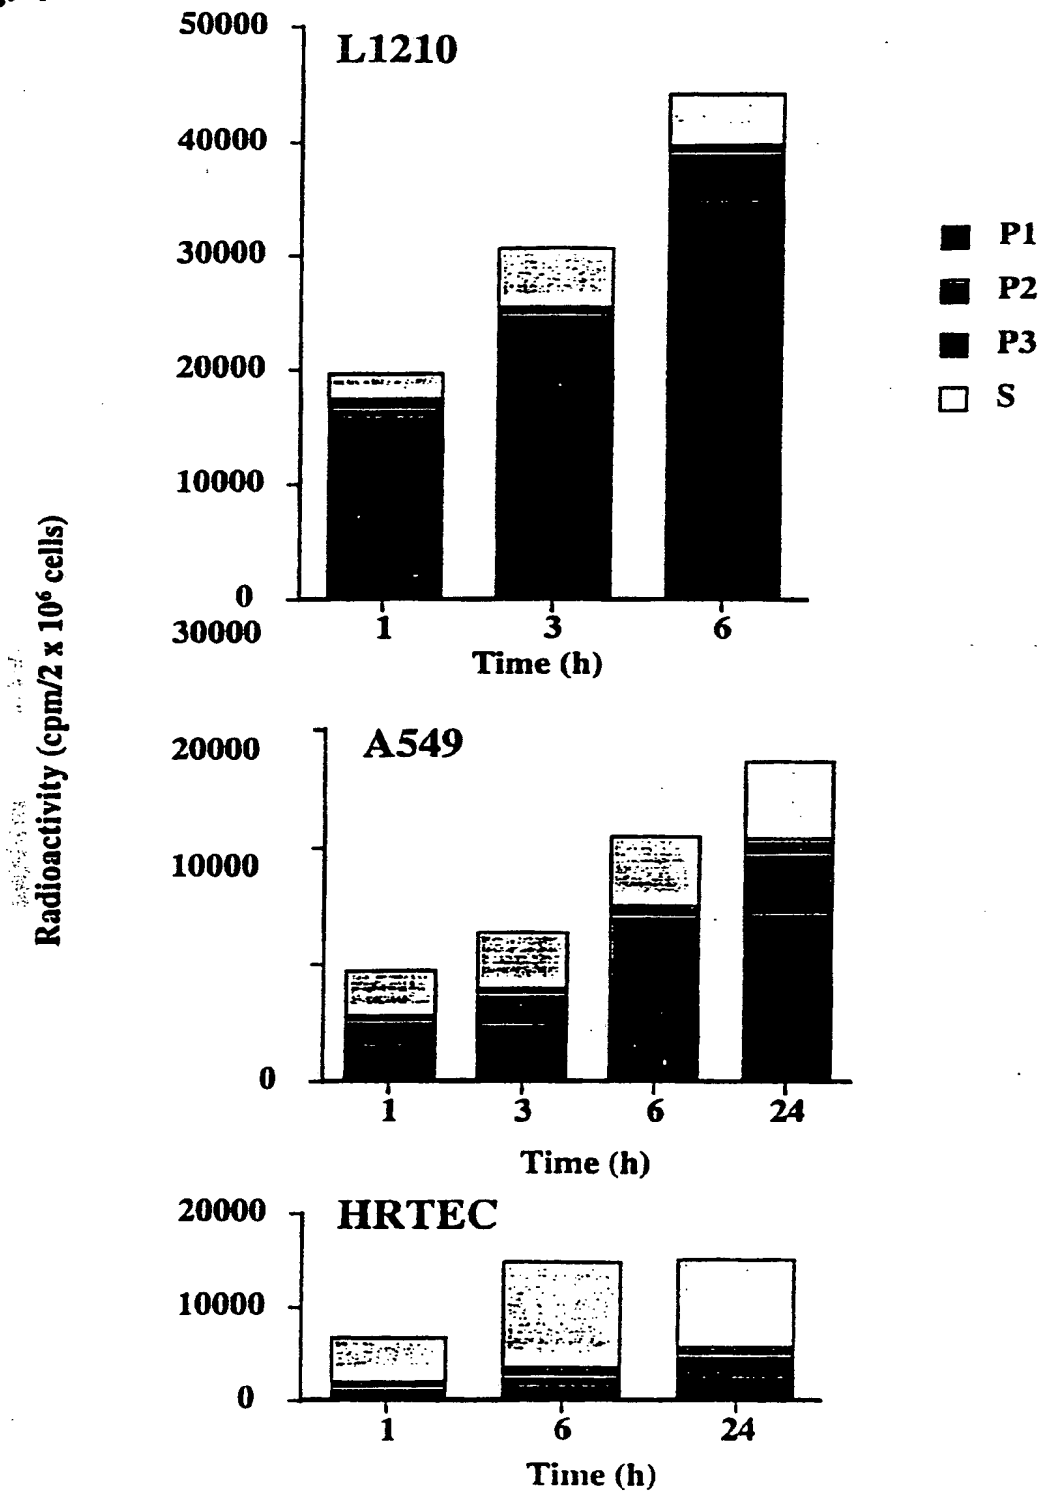 50000
L1210
40000
30000
20000
10000
0
1 3 6
Time (h)
P1
P2
P3
S
Radioactivity (cpm/2 x 10⁶ cells)
30000
A549
20000
10000
0
1 3 6 24
Time (h)
20000
HRTEC
10000
0
1 6 24
Time (h)